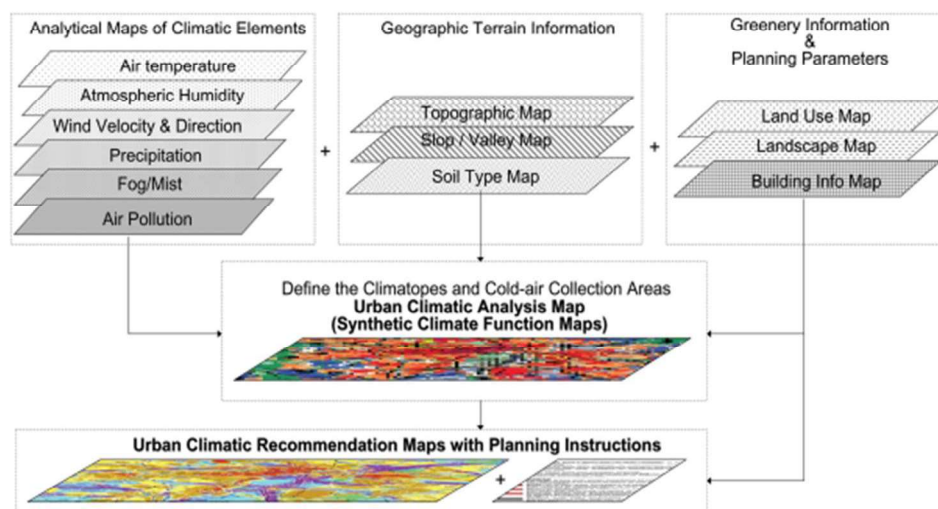 Analytical Maps of Climatic Elements
Air temperature
Atmospheric Humidity
Wind Velocity & Direction
Precipitation
Fog/Mist
Air Pollution
+
Geographic Terrain Information
Topographic Map
Slop / Valley Map
Soil Type Map
+
Greenery Information
&
Planning Parameters
Land Use Map
Landscape Map
Building Info Map
Define the Climatopes and Cold-air Collection Areas
Urban Climatic Analysis Map
(Synthetic Climate Function Maps)
Urban Climatic Recommendation Maps with Planning Instructions
+